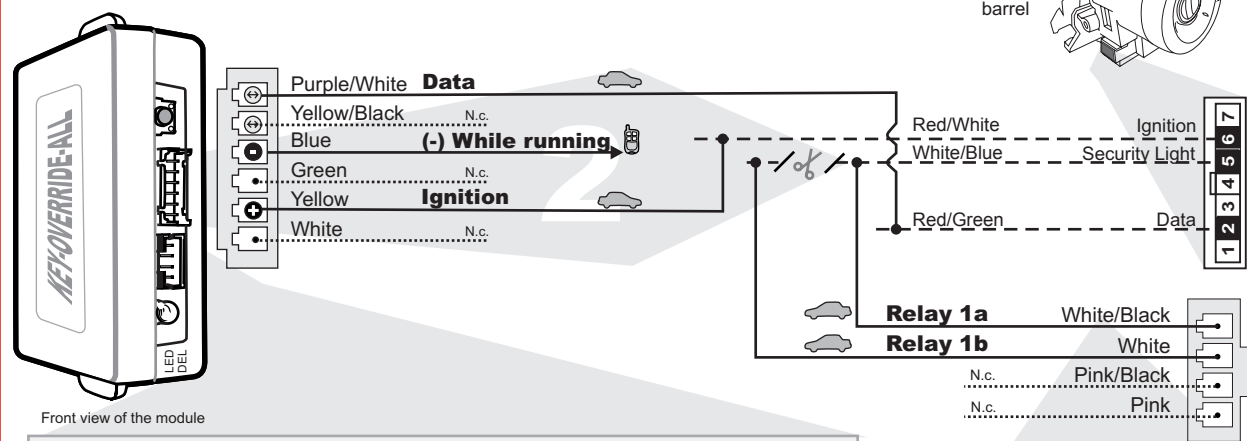 barrel
KEY-OVERRIDE-ALL
LED
DEL
Front view of the module
Purple/White Data
Yellow/Black N.c.
Blue (-) While running
Green N.c.
Yellow Ignition
White N.c.
2
Red/White Ignition
White/Blue Security Light
Red/Green Data
7
6
5
4
3
2
1
Relay 1a White/Black
Relay 1b White
N.c. Pink/Black
N.c. Pink